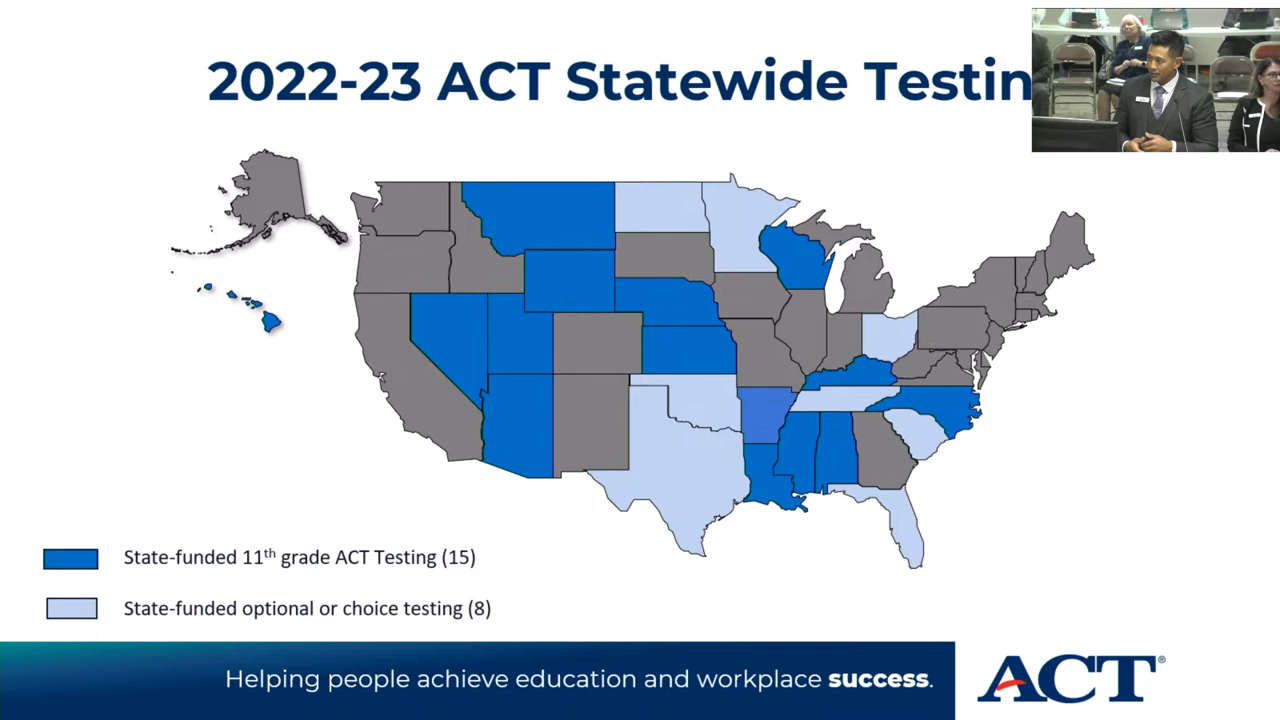 2022-23 ACT Statewide Testin
State-funded 11th grade ACT Testing (15)
State-funded optional or choice testing (8)
Helping people achieve education and workplace success.
ACT®